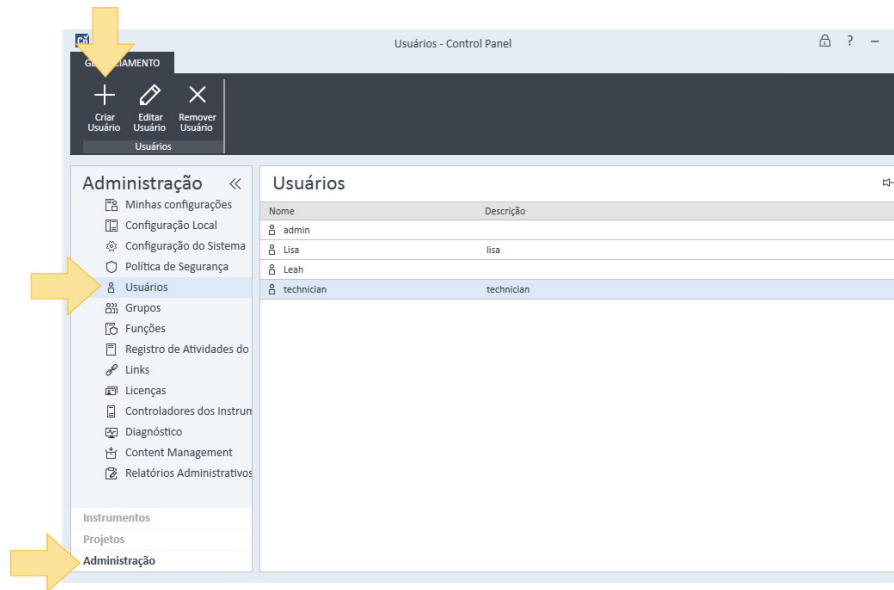 Usuários - Control Panel
?
Criar Usuário
Editar Usuário
Remover Usuário
Usuários
Administração
Minhas configurações
Configuração Local
Configuração do Sistema
Política de Segurança
Usuários
Grupos
Funções
Registro de Atividades do
Links
Licenças
Controladores dos Instrum
Diagnóstico
Content Management
Relatórios Administrativos
Instrumentos
Projetos
Administração
Usuários
Nome Descrição
admin
Lisa lisa
Leah
technician technician